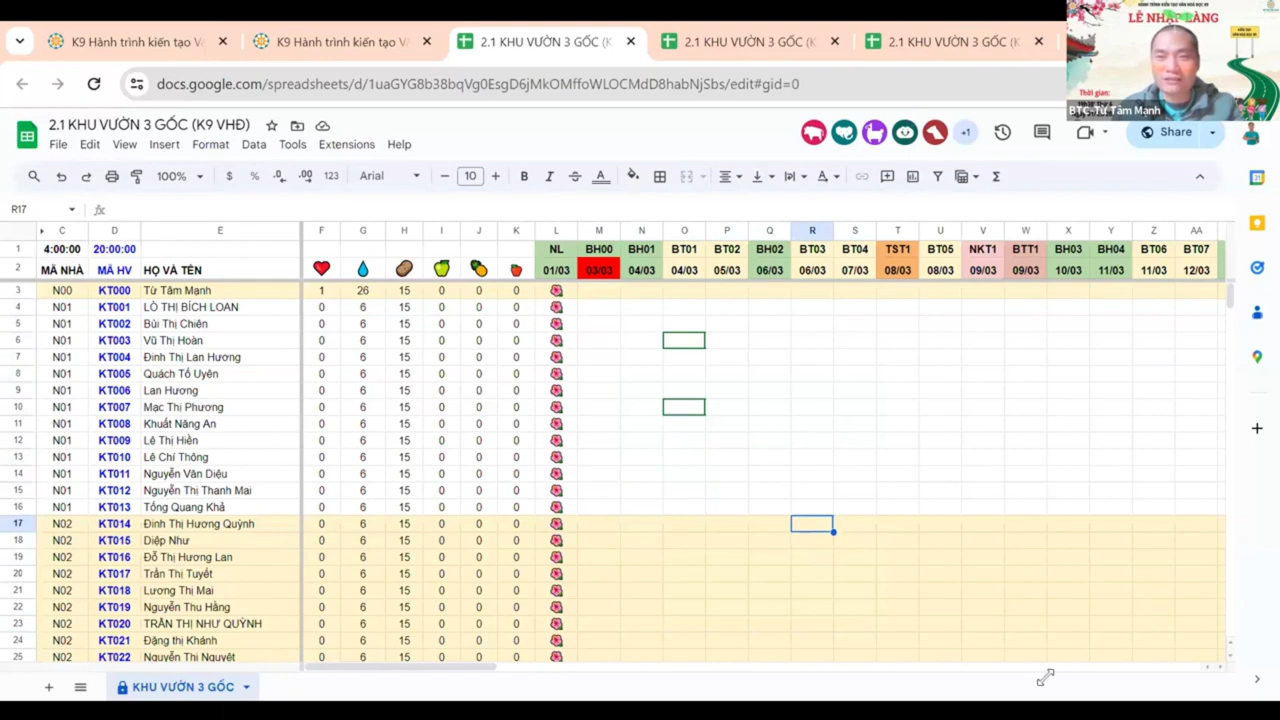 K9 Hành trình kiến tạo V
K9 Hành trình kiến tạo V
2.1 KHU VƯỜN 3 GỐC (K
2.1 KHU VƯỜN 3 GỐC (K
2.1 KHU VƯỜN 3 GỐC (K
LỄ NHẬP LÀNG
Thời gian:
BTC-Từ Tâm Mạnh
2.1 KHU VƯỜN 3 GỐC (K9 VHĐ)
File Edit View Insert Format Data Tools Extensions Help
+1
Share
100% $ % .0 .00 123 Arial 10 B I
R17
C D E F G H I J K L M N O P Q R S T U V W X Y Z AA
1 4:00:00 20:00:00 NL BH00 BH01 BT01 BT02 BH02 BT03 BT04 TST1 BT05 NKT1 BTT1 BH03 BH04 BT06 BT07
2 MÃ NHÀ MÃ HV HỌ VÀ TÊN 01/03 03/03 04/03 04/03 05/03 06/03 06/03 07/03 08/03 08/03 09/03 09/03 10/03 11/03 11/03 12/03
3 N00 KT000 Từ Tâm Mạnh 1 26 15 0 0 0
4 N01 KT001 LÒ THỊ BÍCH LOAN 0 6 15 0 0 0
5 N01 KT002 Bùi Thị Chiên 0 6 15 0 0 0
6 N01 KT003 Vũ Thị Hoàn 0 6 15 0 0 0
7 N01 KT004 Đinh Thị Lan Hương 0 6 15 0 0 0
8 N01 KT005 Quách Tố Uyên 0 6 15 0 0 0
9 N01 KT006 Lan Hương 0 6 15 0 0 0
10 N01 KT007 Mạc Thị Phương 0 6 15 0 0 0
11 N01 KT008 Khuất Năng An 0 6 15 0 0 0
12 N01 KT009 Lê Thị Hiền 0 6 15 0 0 0
13 N01 KT010 Lê Chí Thông 0 6 15 0 0 0
14 N01 KT011 Nguyễn Văn Diệu 0 6 15 0 0 0
15 N01 KT012 Nguyễn Thị Thanh Mai 0 6 15 0 0 0
16 N01 KT013 Tống Quang Khả 0 6 15 0 0 0
17 N02 KT014 Đinh Thị Hương Quỳnh 0 6 15 0 0 0
18 N02 KT015 Diệp Như 0 6 15 0 0 0
19 N02 KT016 Đỗ Thị Hương Lan 0 6 15 0 0 0
20 N02 KT017 Trần Thị Tuyết 0 6 15 0 0 0
21 N02 KT018 Lương Thị Mai 0 6 15 0 0 0
22 N02 KT019 Nguyễn Thu Hằng 0 6 15 0 0 0
23 N02 KT020 TRẦN THỊ NHƯ QUỲNH 0 6 15 0 0 0
24 N02 KT021 Đặng thị Khánh 0 6 15 0 0 0
25 N02 KT022 Nguyễn Thị Nguyệt 0 6 15 0 0 0
KHU VƯỜN 3 GỐC